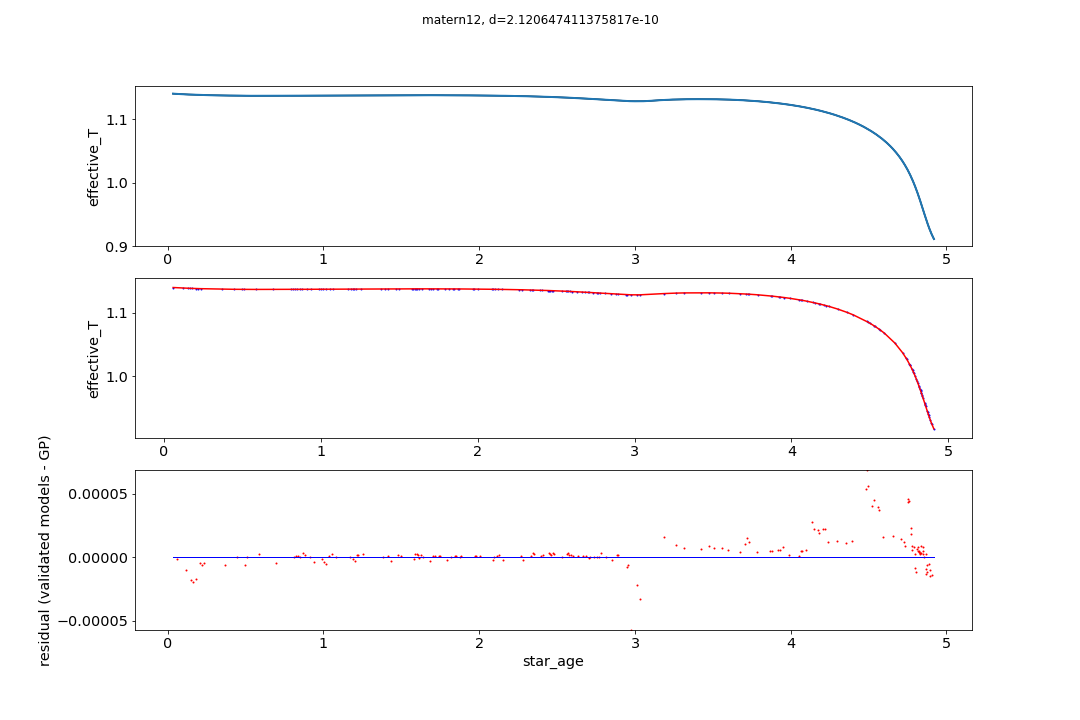 matern12, d=2.120647411375817e-10
effective_T
1.1
1.0
0.9
0 1 2 3 4 5
effective_T
1.1
1.0
0 1 2 3 4 5
residual (validated models - GP)
0.00005
0.00000
−0.00005
0 1 2 3 4 5
star_age